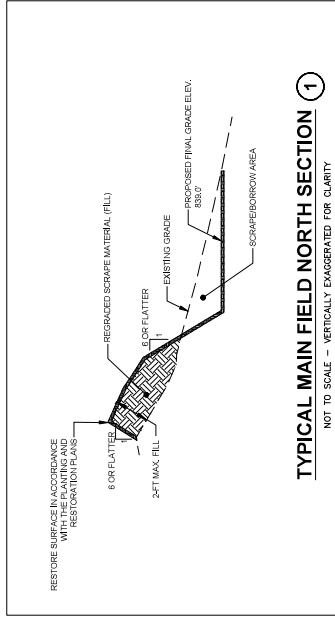 RESTORE SURFACE IN ACCORDANCE
WITH THE PLANTING AND
RESTORATION PLANS
REGRADED SCRAPE MATERIAL (FILL)
6 OR FLATTER
1
2-FT MAX. FILL
6 OR FLATTER
1
EXISTING GRADE
PROPOSED FINAL GRADE ELEV.
839.0'
SCRAPE/BORROW AREA
TYPICAL MAIN FIELD NORTH SECTION 1
NOT TO SCALE - VERTICALLY EXAGGERATED FOR CLARITY